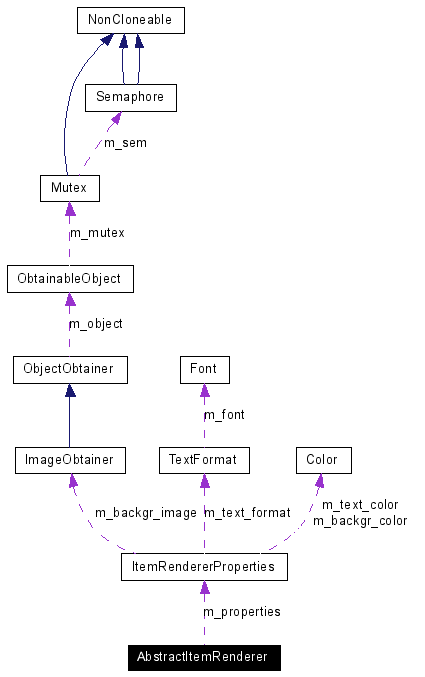 NonCloneable
Semaphore
m_sem
Mutex
m_mutex
ObtainableObject
m_object
ObjectObtainer
Font
m_font
ImageObtainer
TextFormat
Color
m_backgr_image
m_text_format
m_text_color
m_backgr_color
ItemRendererProperties
m_properties
AbstractItemRenderer